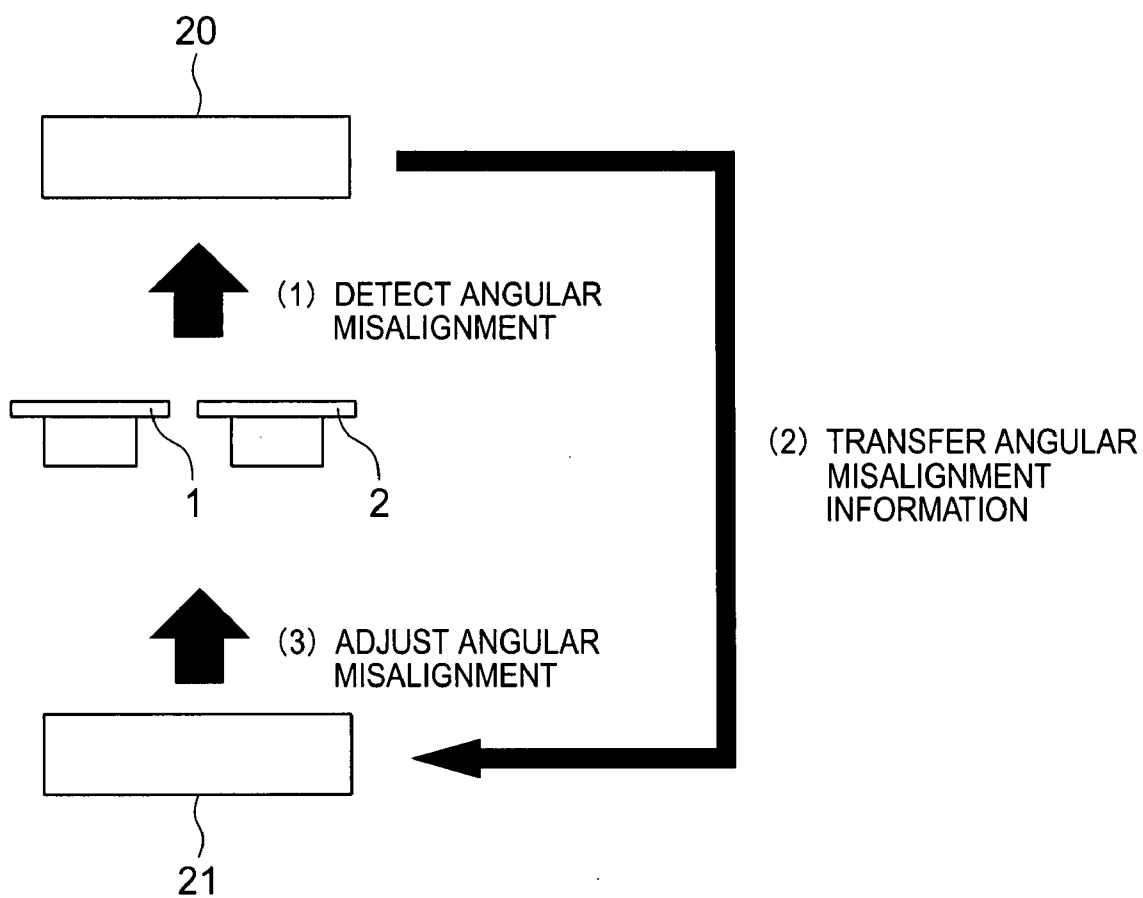 20
(1) DETECT ANGULAR
MISALIGNMENT
1
2
(2) TRANSFER ANGULAR
MISALIGNMENT
INFORMATION
(3) ADJUST ANGULAR
MISALIGNMENT
21